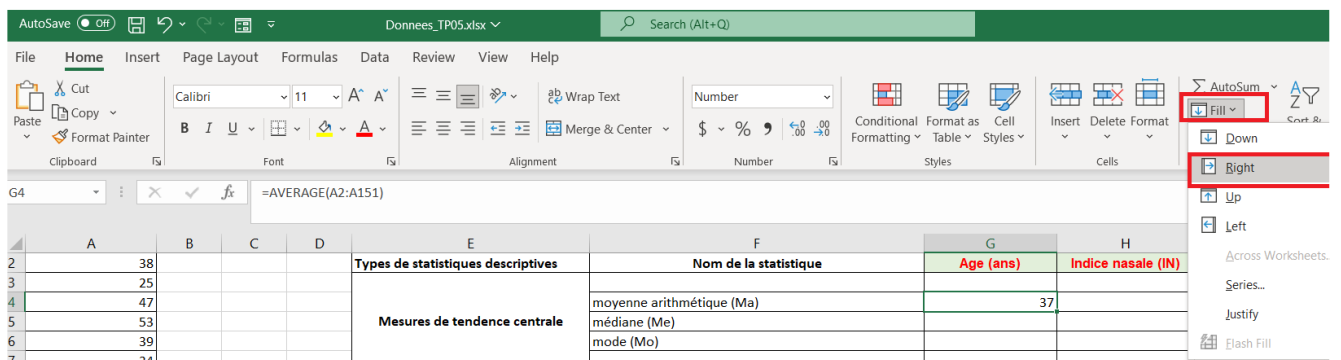 AutoSave Off Donnees_TP05.xlsx Search (Alt+Q)
File Home Insert Page Layout Formulas Data Review View Help
Cut
Copy
Paste
Format Painter
Clipboard
Calibri 11 A^ A˅
B I U A
Font
ab Wrap Text
Merge & Center
Alignment
Number
$ % 9 .00 .00
Number
Conditional Formatting
Format as Table
Cell Styles
Styles
Insert Delete Format
Cells
AutoSum
Fill
Down
Right
Up
Left
Across Worksheets..
Series...
Justify
Flash Fill
G4 fx =AVERAGE(A2:A151)
A B C D E F G H
2 38 Types de statistiques descriptives Nom de la statistique Age (ans) Indice nasale (IN)
3 25
4 47 moyenne arithmétique (Ma) 37
5 53 Mesures de tendence centrale médiane (Me)
6 39 mode (Mo)